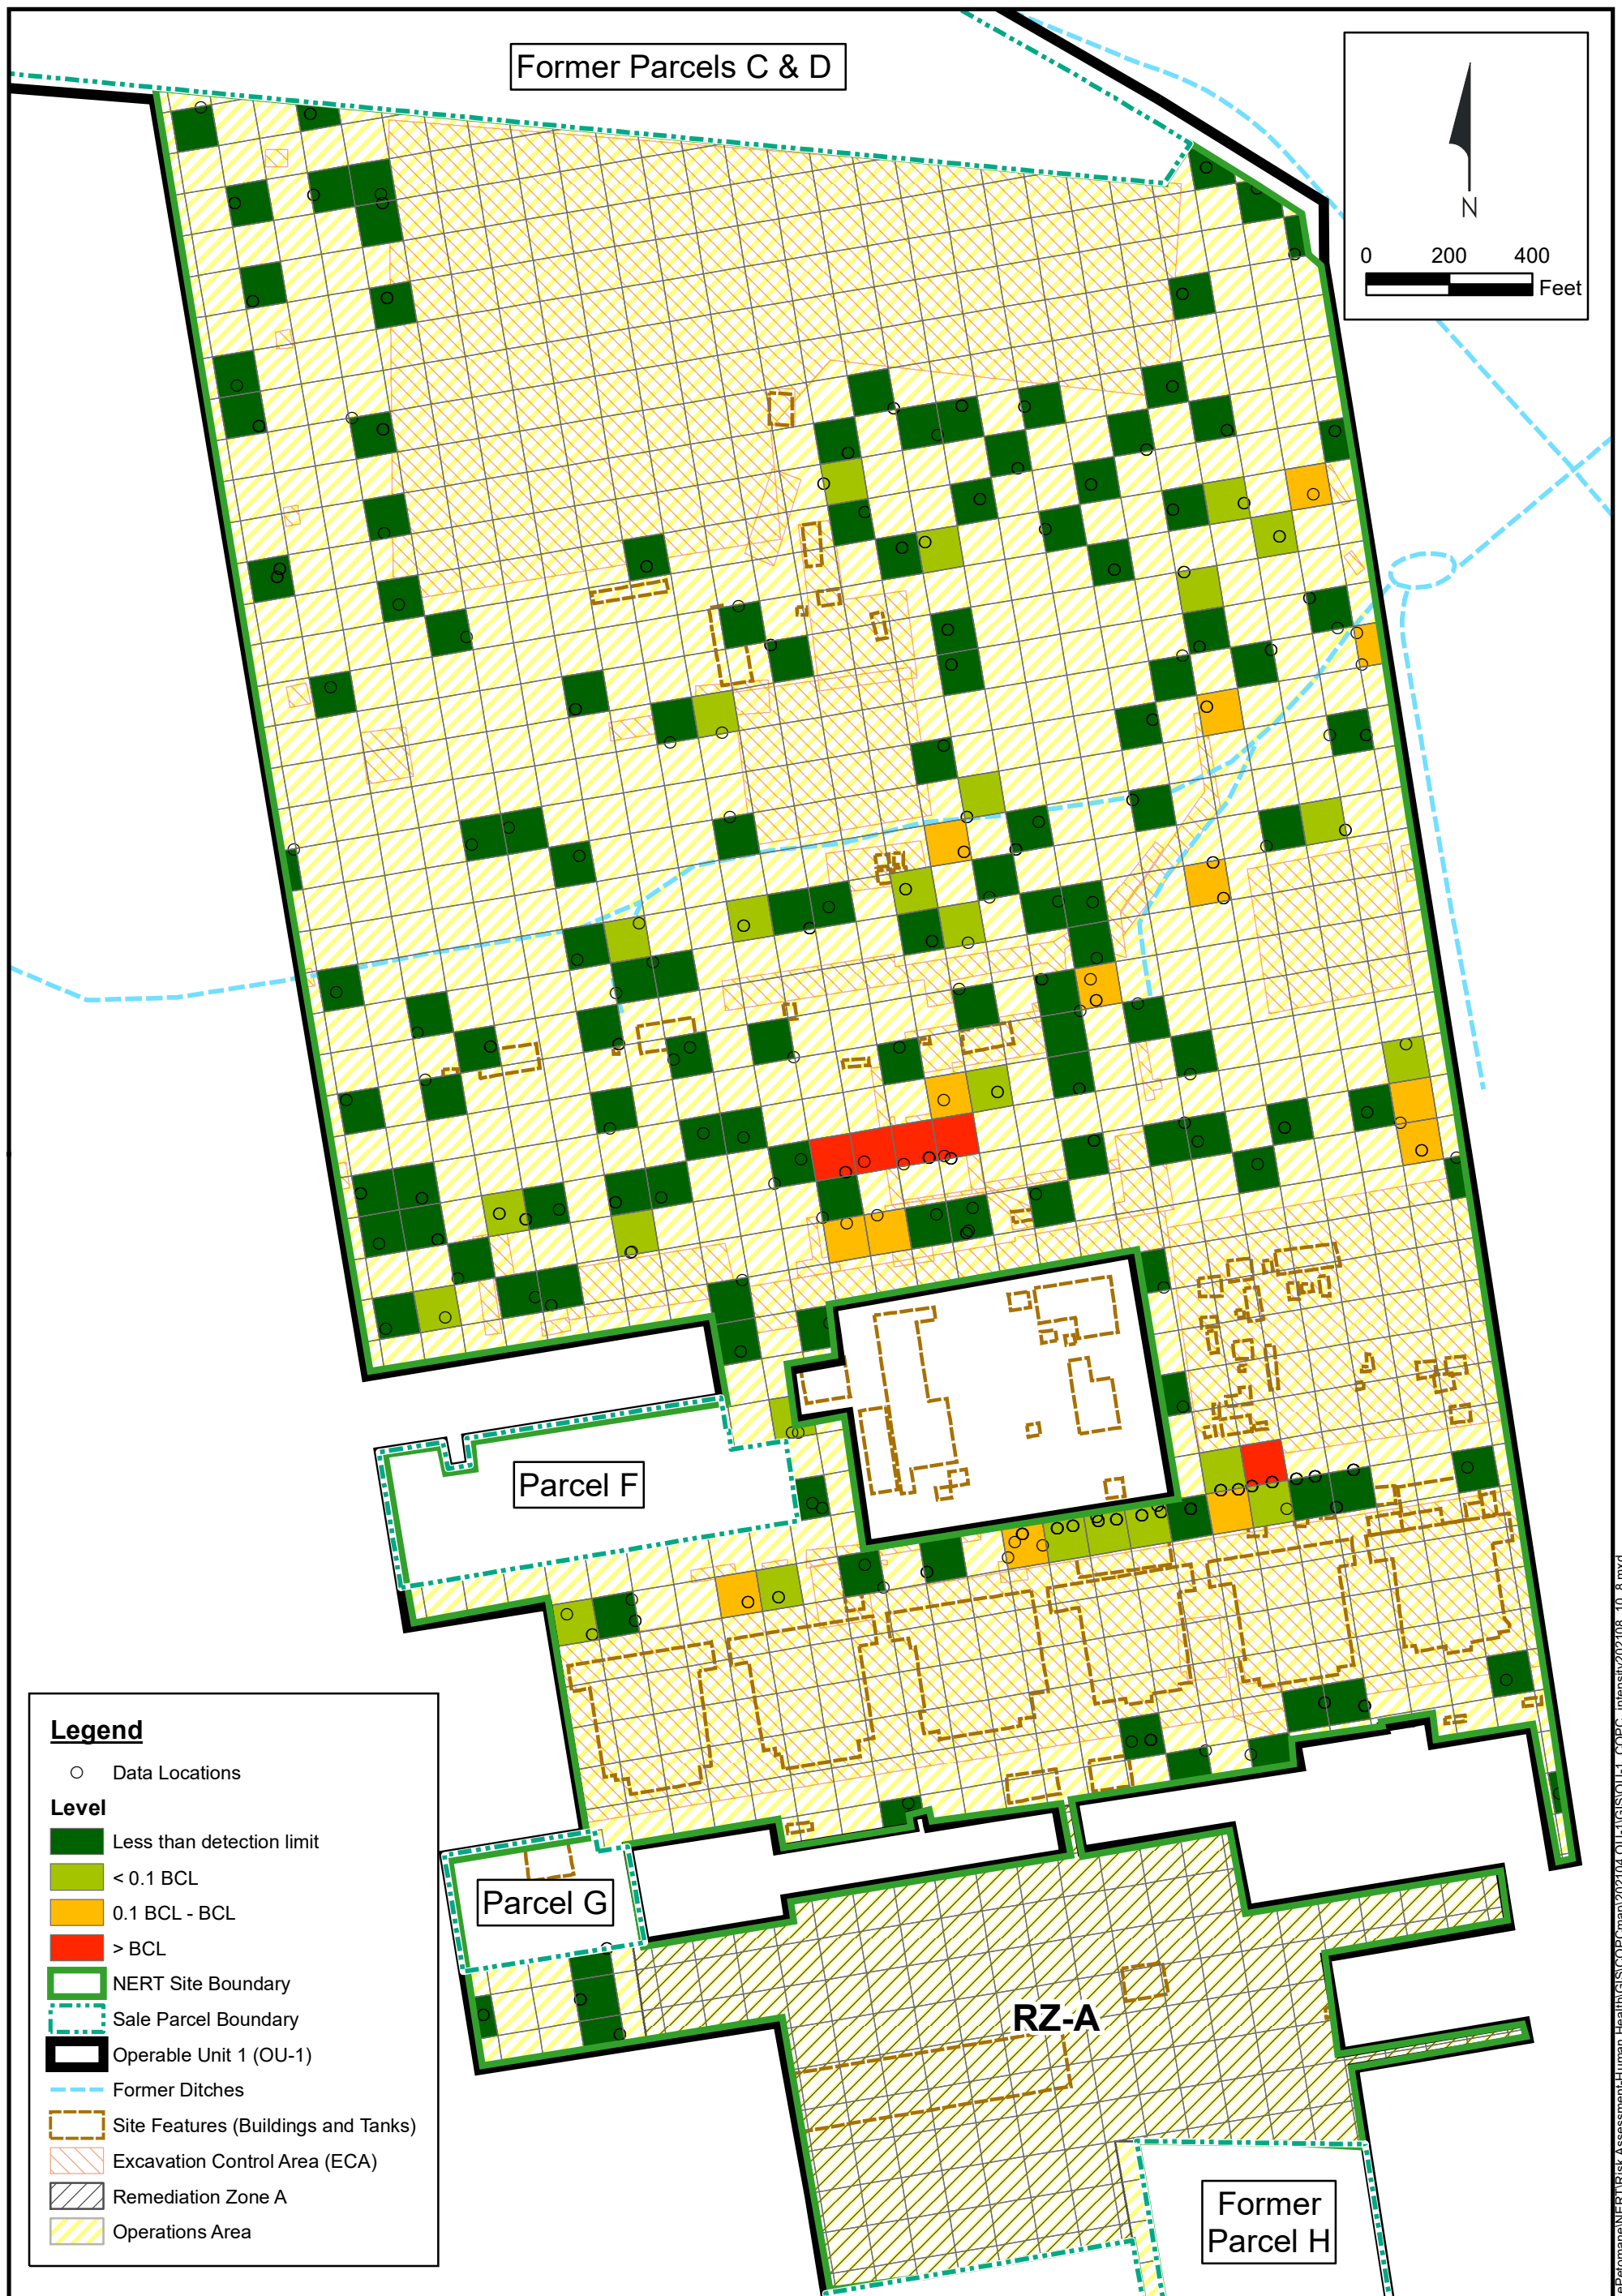 Former Parcels C & D
N
0 200 400
Feet
Parcel F
Parcel G
RZ-A
Former
Parcel H
Legend
Data Locations
Level
Less than detection limit
< 0.1 BCL
0.1 BCL - BCL
> BCL
NERT Site Boundary
Sale Parcel Boundary
Operable Unit 1 (OU-1)
Former Ditches
Site Features (Buildings and Tanks)
Excavation Control Area (ECA)
Remediation Zone A
Operations Area